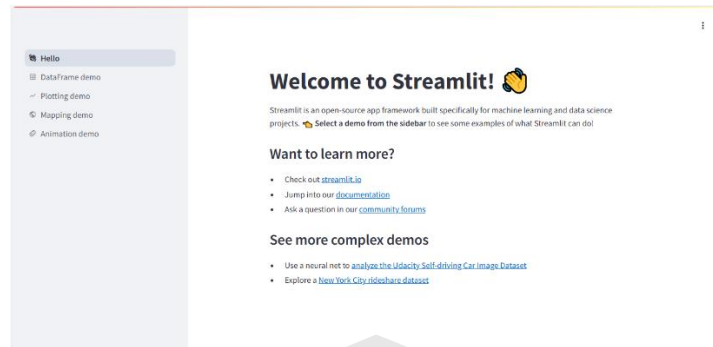 Hello
DataFrame demo
Plotting demo
Mapping demo
Animation demo
Welcome to Streamlit! 👋
Streamlit is an open-source app framework built specifically for machine learning and data science
projects. 👈 Select a demo from the sidebar to see some examples of what Streamlit can do!
Want to learn more?
• Check out streamlit.io
• Jump into our documentation
• Ask a question in our community forums
See more complex demos
• Use a neural net to analyze the Udacity Self-driving Car Image Dataset
• Explore a New York City rideshare dataset